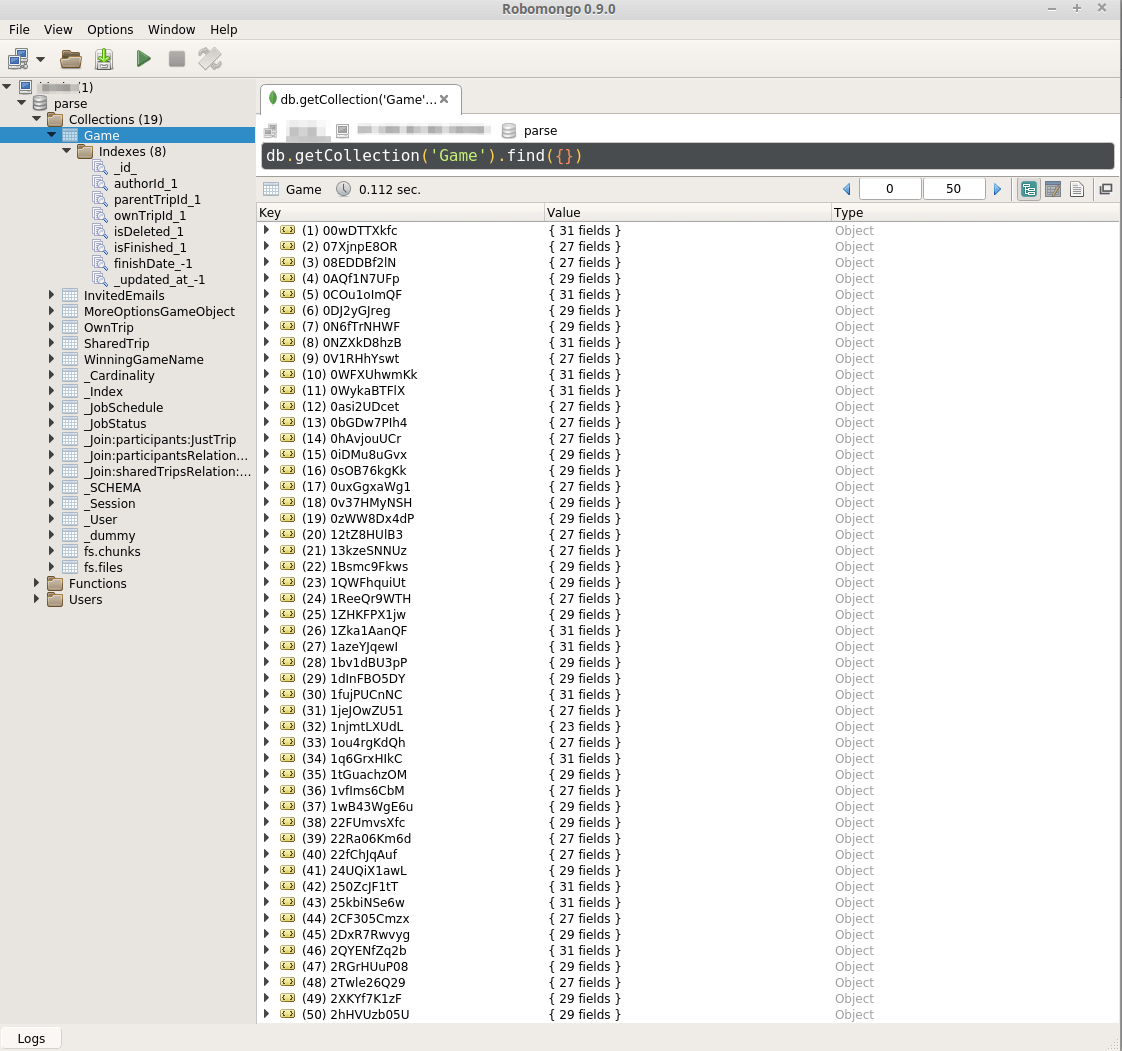 Robomongo 0.9.0
File View Options Window Help
(1)
parse
Collections (19)
Game
Indexes (8)
_id_
authorId_1
parentTripId_1
ownTripId_1
isDeleted_1
isFinished_1
finishDate_-1
_updated_at_-1
InvitedEmails
MoreOptionsGameObject
OwnTrip
SharedTrip
WinningGameName
_Cardinality
_Index
_JobSchedule
_JobStatus
_Join:participants:JustTrip
_Join:participantsRelation...
_Join:sharedTripsRelation:...
_SCHEMA
_Session
_User
_dummy
fs.chunks
fs.files
Functions
Users
db.getCollection('Game'...
parse
db.getCollection('Game').find({})
Game 0.112 sec. 0 50
Key Value Type
(1) 00wDTTXkfc { 31 fields } Object
(2) 07XjnpE8OR { 27 fields } Object
(3) 08EDDBf2lN { 27 fields } Object
(4) 0AQf1N7UFp { 29 fields } Object
(5) 0COu1oImQF { 31 fields } Object
(6) 0DJ2yGJreg { 29 fields } Object
(7) 0N6fTrNHWF { 29 fields } Object
(8) 0NZXkD8hzB { 31 fields } Object
(9) 0V1RHhYswt { 27 fields } Object
(10) 0WFXUhwmKk { 31 fields } Object
(11) 0WykaBTFlX { 31 fields } Object
(12) 0asi2UDcet { 27 fields } Object
(13) 0bGDw7PIh4 { 27 fields } Object
(14) 0hAvjouUCr { 27 fields } Object
(15) 0iDMu8uGvx { 29 fields } Object
(16) 0sOB76kgKk { 29 fields } Object
(17) 0uxGgxaWg1 { 27 fields } Object
(18) 0v37HMyNSH { 29 fields } Object
(19) 0zWW8Dx4dP { 29 fields } Object
(20) 12tZ8HUlB3 { 27 fields } Object
(21) 13kzeSNNUz { 27 fields } Object
(22) 1Bsmc9Fkws { 29 fields } Object
(23) 1QWFhquiUt { 29 fields } Object
(24) 1ReeQr9WTH { 27 fields } Object
(25) 1ZHKFPX1jw { 29 fields } Object
(26) 1Zka1AanQF { 31 fields } Object
(27) 1azeYJqewI { 31 fields } Object
(28) 1bv1dBU3pP { 29 fields } Object
(29) 1dInFBO5DY { 29 fields } Object
(30) 1fujPUCnNC { 31 fields } Object
(31) 1jeJOwZU51 { 27 fields } Object
(32) 1njmtLXUdL { 23 fields } Object
(33) 1ou4rgKdQh { 27 fields } Object
(34) 1q6GrxHIkC { 31 fields } Object
(35) 1tGuachzOM { 29 fields } Object
(36) 1vfIms6CbM { 27 fields } Object
(37) 1wB43WgE6u { 29 fields } Object
(38) 22FUmvsXfc { 29 fields } Object
(39) 22Ra06Km6d { 27 fields } Object
(40) 22fChJqAuf { 27 fields } Object
(41) 24UQiX1awL { 29 fields } Object
(42) 250ZcJF1tT { 31 fields } Object
(43) 25kbiNSe6w { 31 fields } Object
(44) 2CF305Cmzx { 27 fields } Object
(45) 2DxR7Rwvyg { 29 fields } Object
(46) 2QYENfZq2b { 31 fields } Object
(47) 2RGrHUuP08 { 29 fields } Object
(48) 2Twle26Q29 { 27 fields } Object
(49) 2XKYf7K1zF { 29 fields } Object
(50) 2hHVUzb05U { 29 fields } Object
Logs